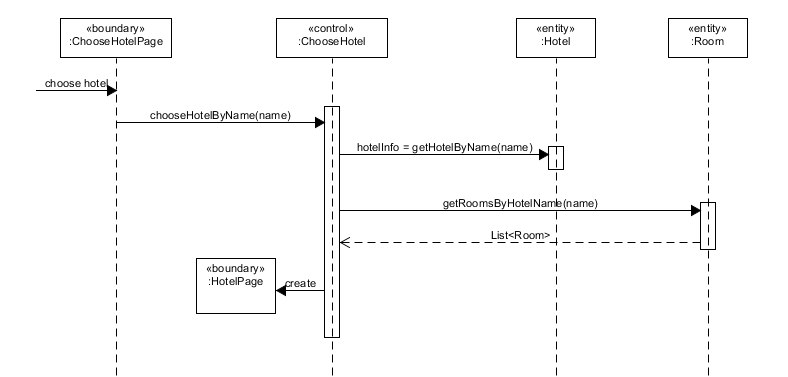 «boundary»
:ChooseHotelPage
«control»
:ChooseHotel
«entity»
:Hotel
«entity»
:Room
choose hotel
chooseHotelByName(name)
hotelInfo = getHotelByName(name)
getRoomsByHotelName(name)
List<Room>
«boundary»
:HotelPage
create